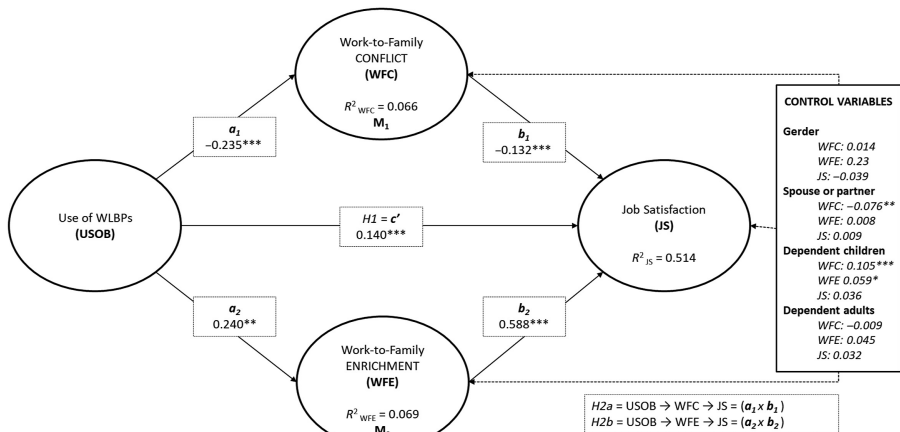 Work-to-Family
CONFLICT
(WFC)
R² WFC = 0.066
M₁
a₁
−0.235***
b₁
−0.132***
Use of WLBPs
(USOB)
H1 = c’
0.140***
Job Satisfaction
(JS)
R² JS = 0.514
a₂
0.240**
b₂
0.588***
Work-to-Family
ENRICHMENT
(WFE)
R² WFE = 0.069
CONTROL VARIABLES
Gerder
WFC: 0.014
WFE: 0.23
JS: −0.039
Spouse or partner
WFC: −0.076**
WFE: 0.008
JS: 0.009
Dependent children
WFC: 0.105***
WFE 0.059*
JS: 0.036
Dependent adults
WFC: −0.009
WFE: 0.045
JS: 0.032
H2a = USOB → WFC → JS = (a₁ x b₁)
H2b = USOB → WFE → JS = (a₂ x b₂)